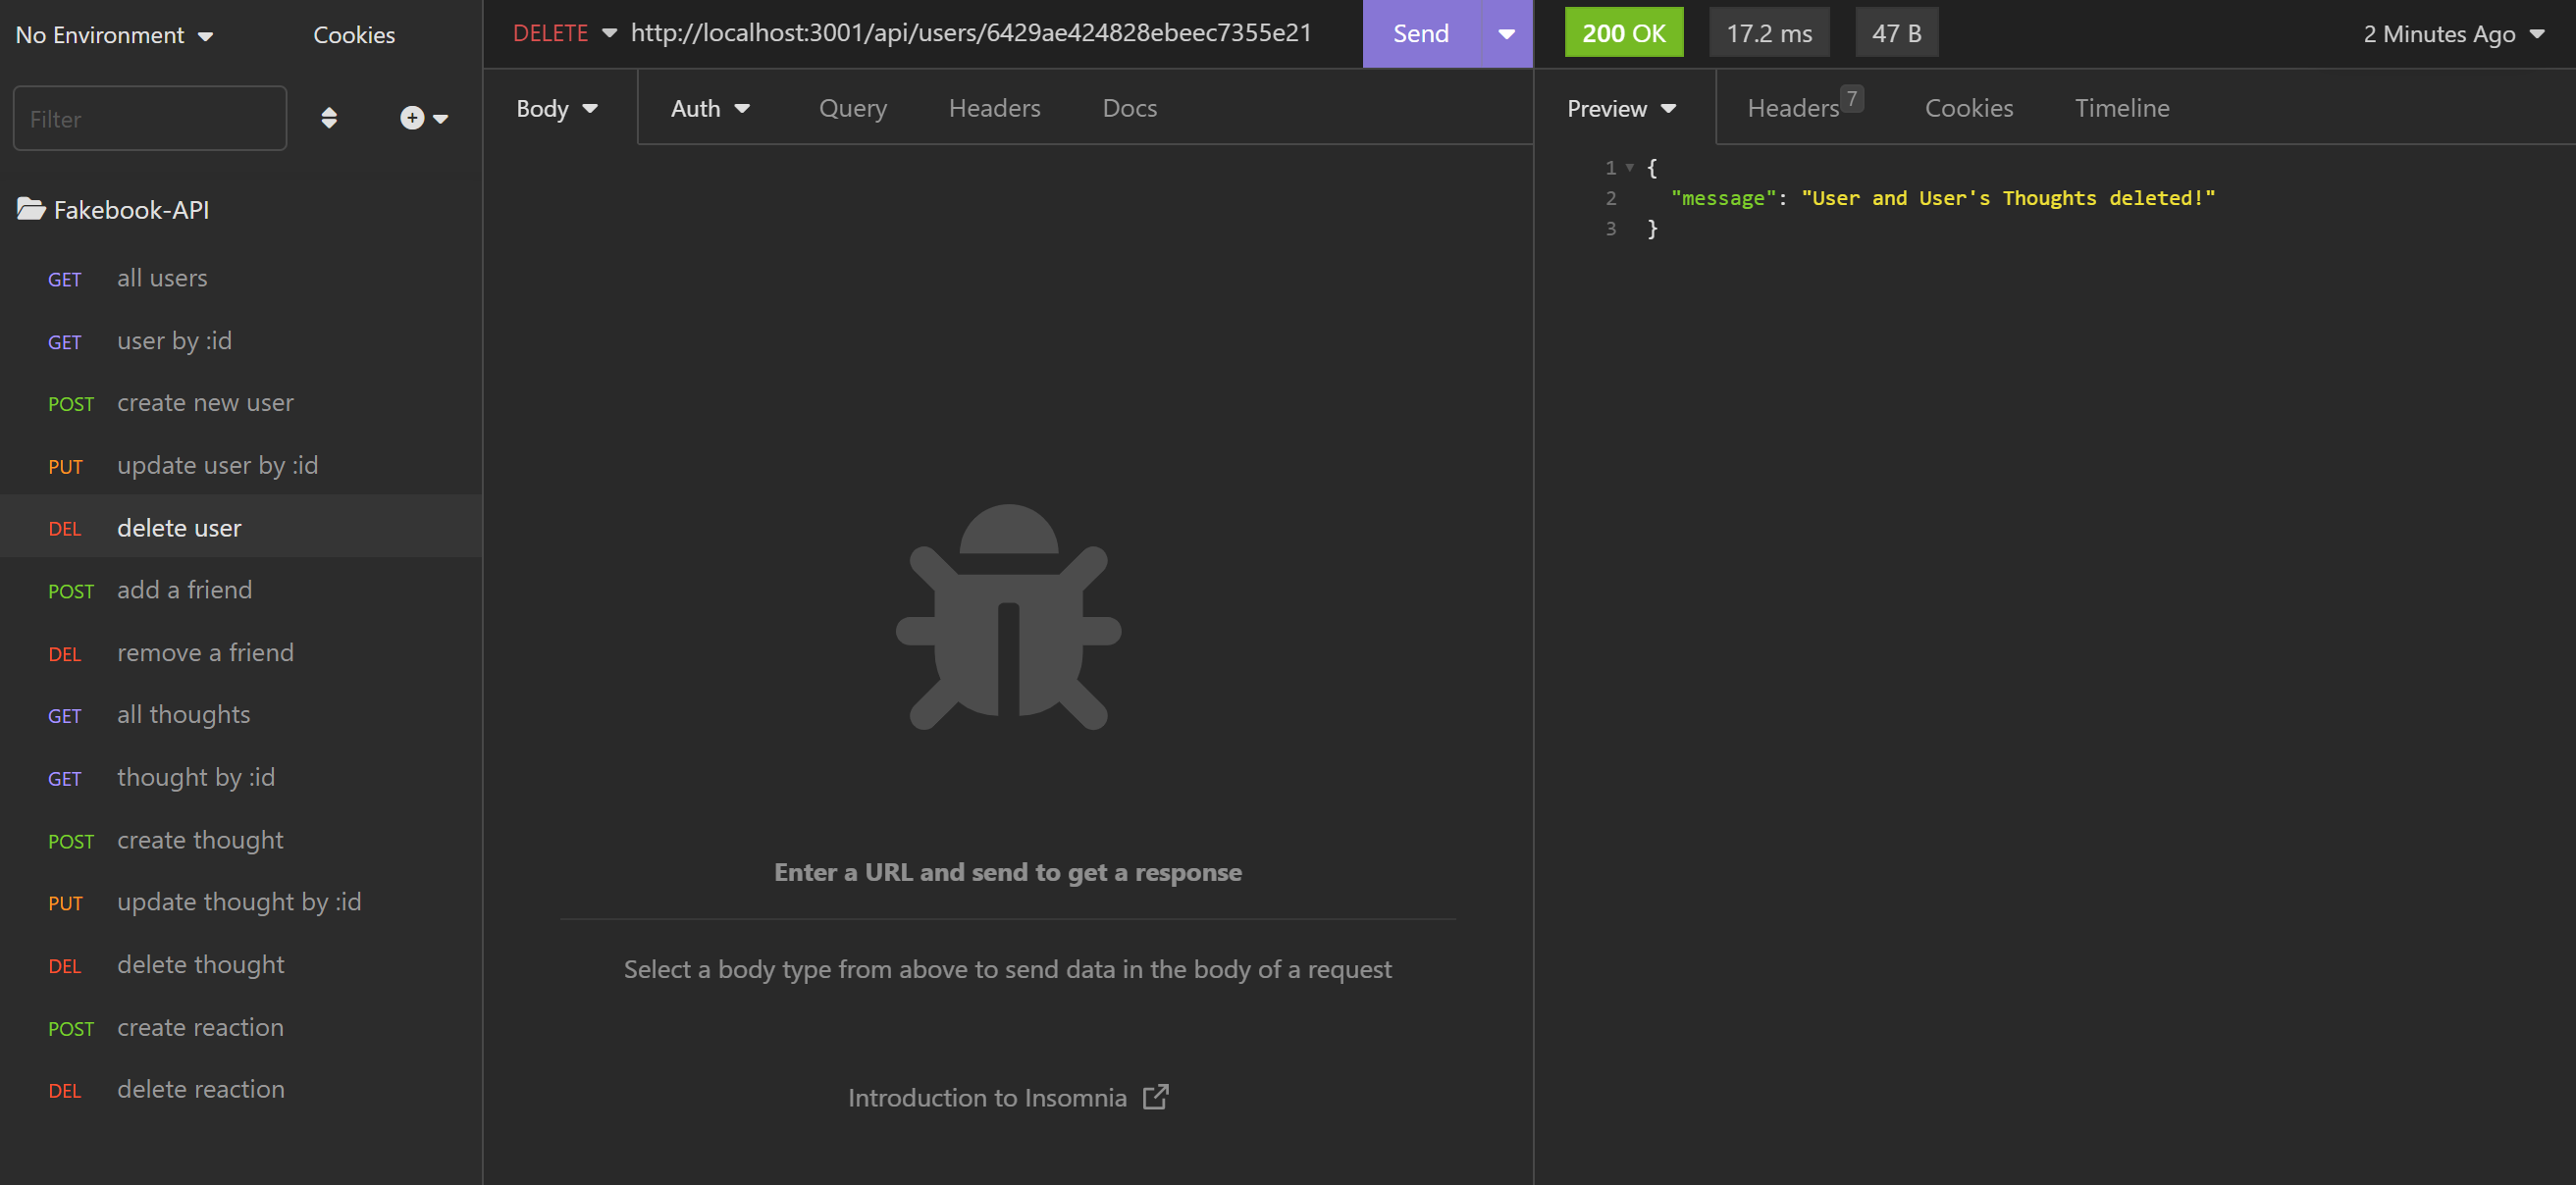 No Environment Cookies
Filter
Fakebook-API
GET all users
GET user by :id
POST create new user
PUT update user by :id
DEL delete user
POST add a friend
DEL remove a friend
GET all thoughts
GET thought by :id
POST create thought
PUT update thought by :id
DEL delete thought
POST create reaction
DEL delete reaction
DELETE http://localhost:3001/api/users/6429ae424828ebeec7355e21 Send
Body Auth Query Headers Docs
Enter a URL and send to get a response
Select a body type from above to send data in the body of a request
Introduction to Insomnia
200 OK 17.2 ms 47 B 2 Minutes Ago
Preview Headers 7 Cookies Timeline
1 {
2 "message": "User and User's Thoughts deleted!"
3 }